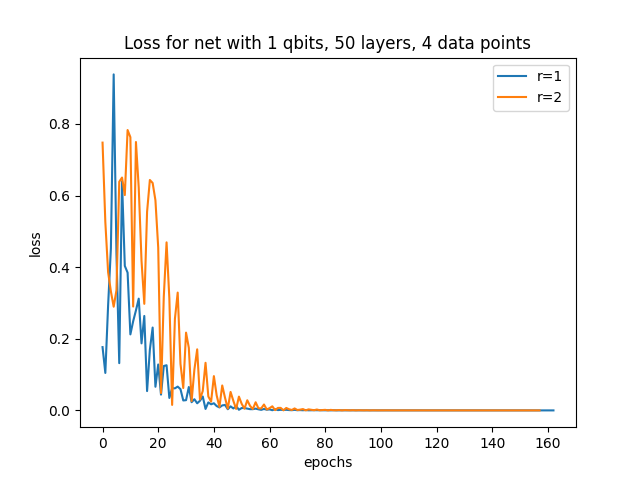 Loss for net with 1 qbits, 50 layers, 4 data points
r=1
r=2
loss
0.8
0.6
0.4
0.2
0.0
0 20 40 60 80 100 120 140 160
epochs